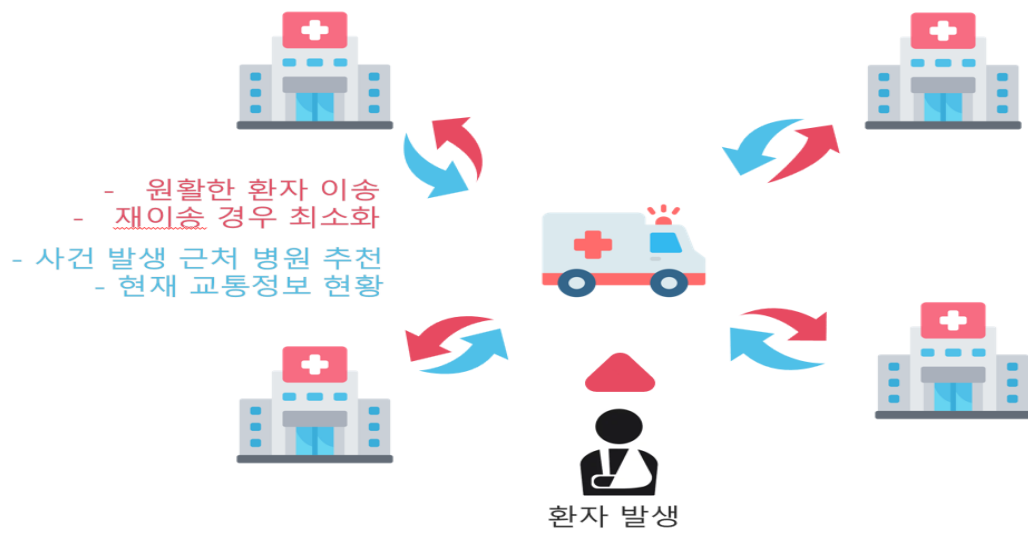 - 원활한 환자 이송
- 재이송 경우 최소화
- 사건 발생 근처 병원 추천
- 현재 교통정보 현황
환자 발생